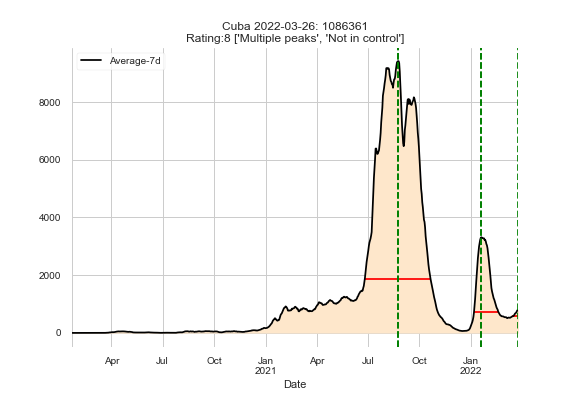 Cuba 2022-03-26: 1086361
Rating:8 ['Multiple peaks', 'Not in control']
Average-7d
8000
6000
4000
2000
0
Apr Jul Oct Jan Apr Jul Oct Jan
2021 2022
Date